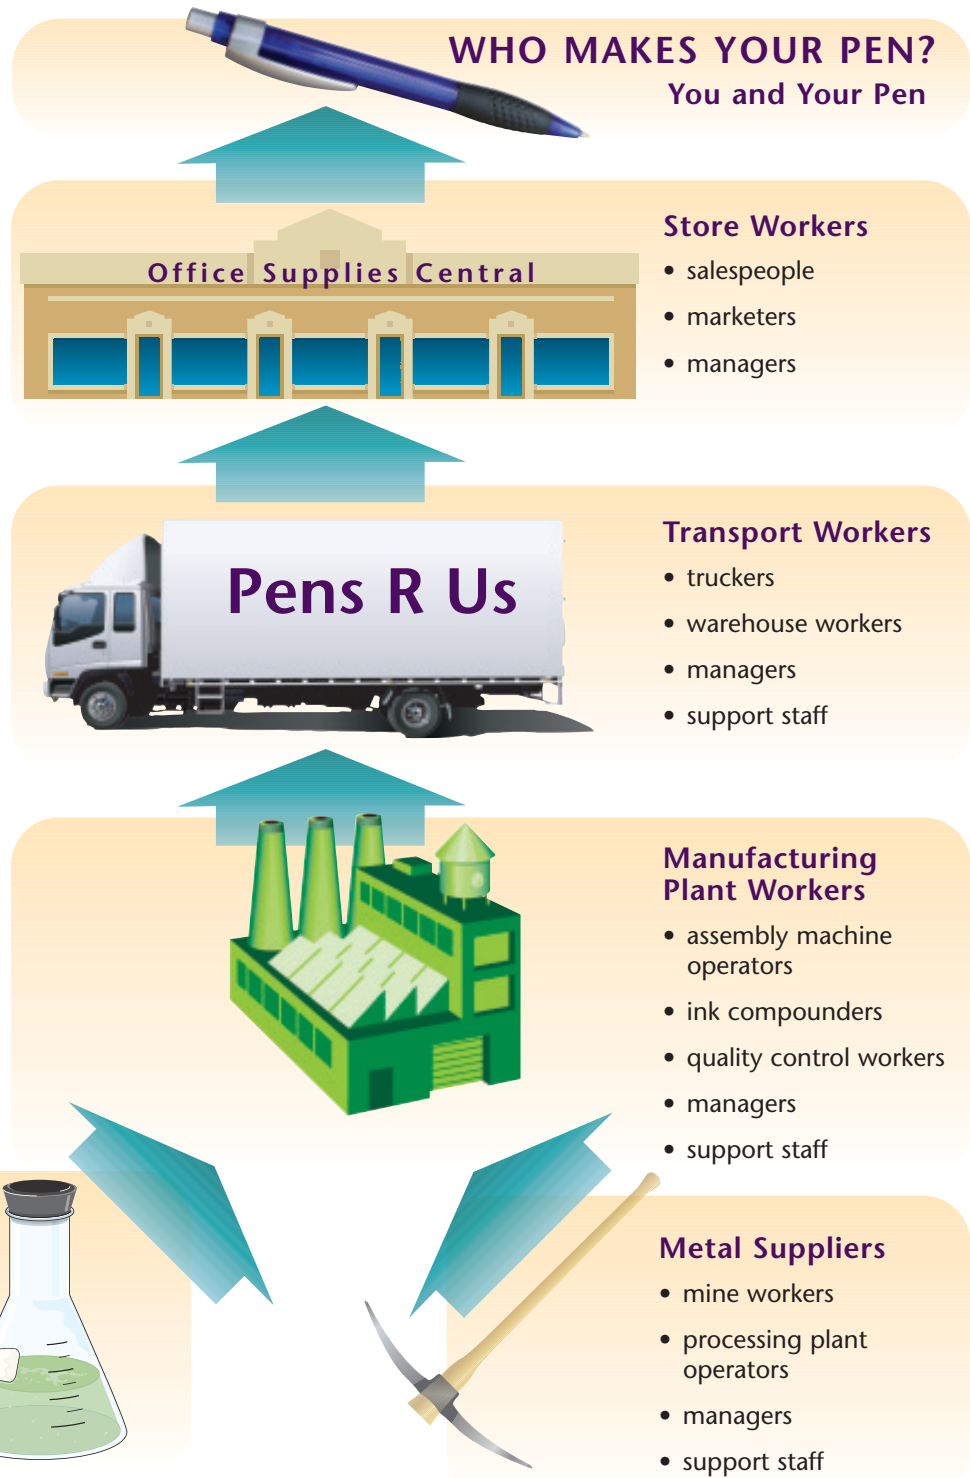 WHO MAKES YOUR PEN?
You and Your Pen
Office Supplies Central
Store Workers
• salespeople
• marketers
• managers
Pens R Us
Transport Workers
• truckers
• warehouse workers
• managers
• support staff
Manufacturing
Plant Workers
• assembly machine
operators
• ink compounders
• quality control workers
• managers
• support staff
Metal Suppliers
• mine workers
• processing plant
operators
• managers
• support staff